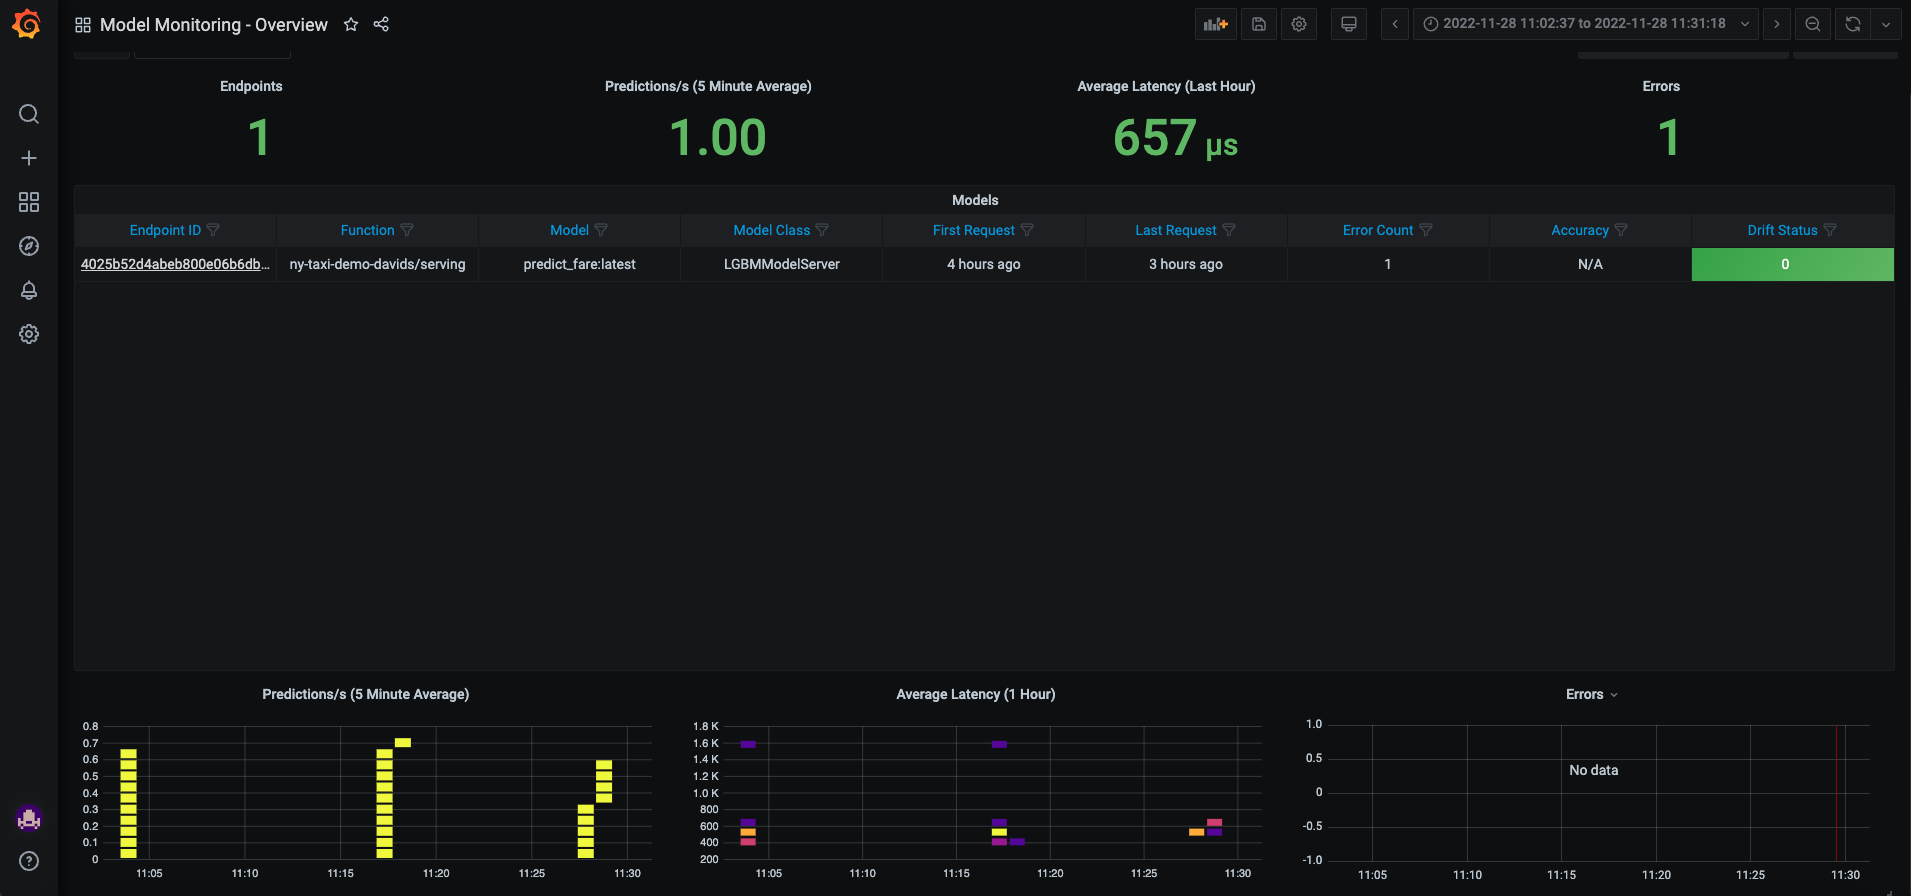 Model Monitoring - Overview
2022-11-28 11:02:37 to 2022-11-28 11:31:18
Endpoints
1
Predictions/s (5 Minute Average)
1.00
Average Latency (Last Hour)
657 µs
Errors
1
Models
Endpoint ID Function Model Model Class First Request Last Request Error Count Accuracy Drift Status
4025b52d4abeb800e06b6db... ny-taxi-demo-davids/serving predict_fare:latest LGBMModelServer 4 hours ago 3 hours ago 1 N/A 0
Predictions/s (5 Minute Average)
0.8
0.7
0.6
0.5
0.4
0.3
0.2
0.1
0
11:05 11:10 11:15 11:20 11:25 11:30
Average Latency (1 Hour)
1.8 K
1.6 K
1.4 K
1.2 K
1.0 K
800
600
400
200
11:05 11:10 11:15 11:20 11:25 11:30
Errors
1.0
0.5
0
-0.5
-1.0
No data
11:05 11:10 11:15 11:20 11:25 11:30